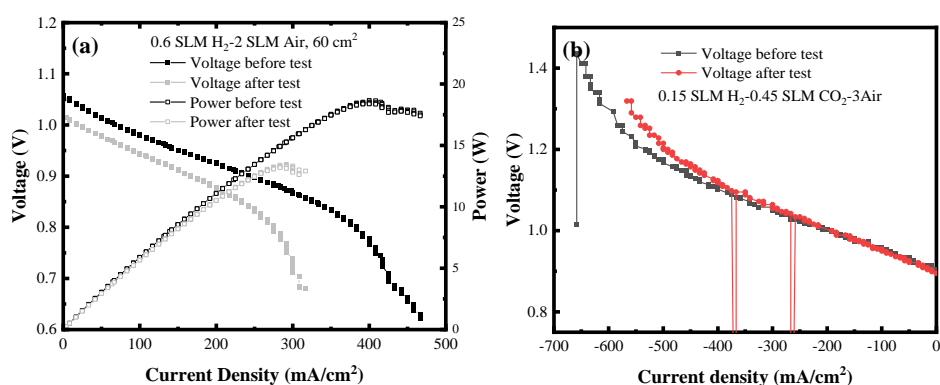 (a)
0.6 SLM H₂-2 SLM Air, 60 cm²
Voltage before test
Voltage after test
Power before test
Power after test
Voltage (V)
1.2
1.1
1.0
0.9
0.8
0.7
0.6
0 100 200 300 400 500
Current Density (mA/cm²)
25
20
15
10
5
0
Power (W)
(b)
Voltage before test
Voltage after test
0.15 SLM H₂-0.45 SLM CO₂-3Air
Voltage (V)
1.4
1.2
1.0
0.8
-700 -600 -500 -400 -300 -200 -100 0
Current density (mA/cm²)